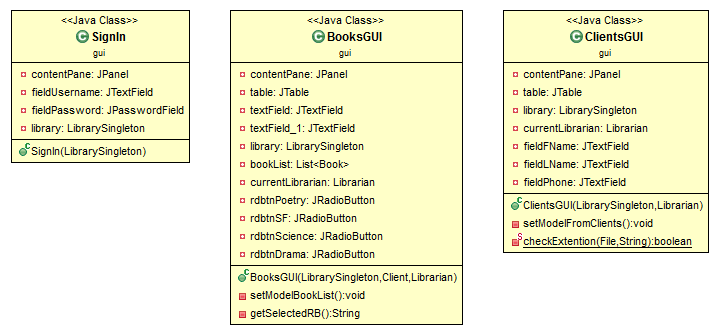 <<Java Class>>
SignIn
gui
contentPane: JPanel
fieldUsername: JTextField
fieldPassword: JPasswordField
library: LibrarySingleton
SignIn(LibrarySingleton)
<<Java Class>>
BooksGUI
gui
contentPane: JPanel
table: JTable
textField: JTextField
textField_1: JTextField
library: LibrarySingleton
bookList: List<Book>
currentLibrarian: Librarian
rdbtnPoetry: JRadioButton
rdbtnSF: JRadioButton
rdbtnScience: JRadioButton
rdbtnDrama: JRadioButton
BooksGUI(LibrarySingleton,Client,Librarian)
setModelBookList():void
getSelectedRB():String
<<Java Class>>
ClientsGUI
gui
contentPane: JPanel
table: JTable
library: LibrarySingleton
currentLibrarian: Librarian
fieldFName: JTextField
fieldLName: JTextField
fieldPhone: JTextField
ClientsGUI(LibrarySingleton,Librarian)
setModelFromClients():void
checkExtention(File,String):boolean